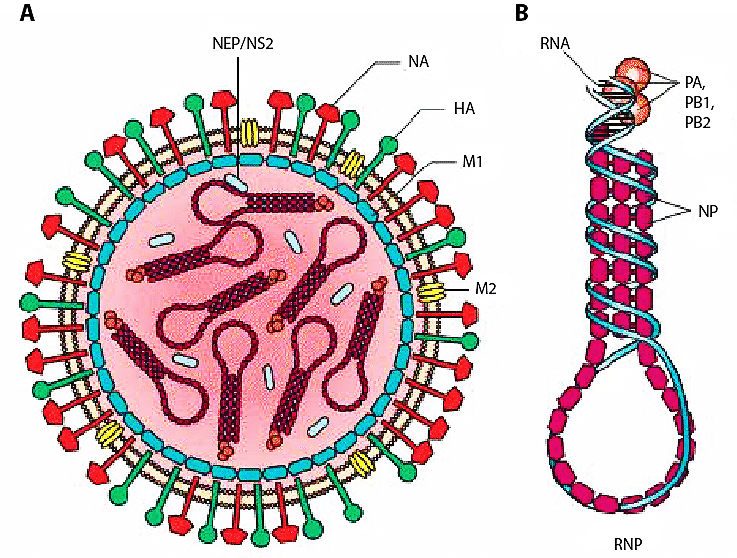 A
NEP/NS2
NA
HA
M1
M2
B
RNA
PA,
PB1,
PB2
NP
RNP